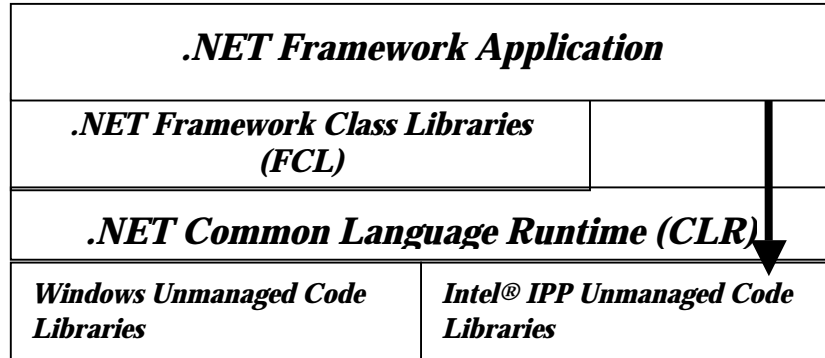 .NET Framework Application
.NET Framework Class Libraries
(FCL)
.NET Common Language Runtime (CLR)
Windows Unmanaged Code
Libraries
Intel® IPP Unmanaged Code
Libraries